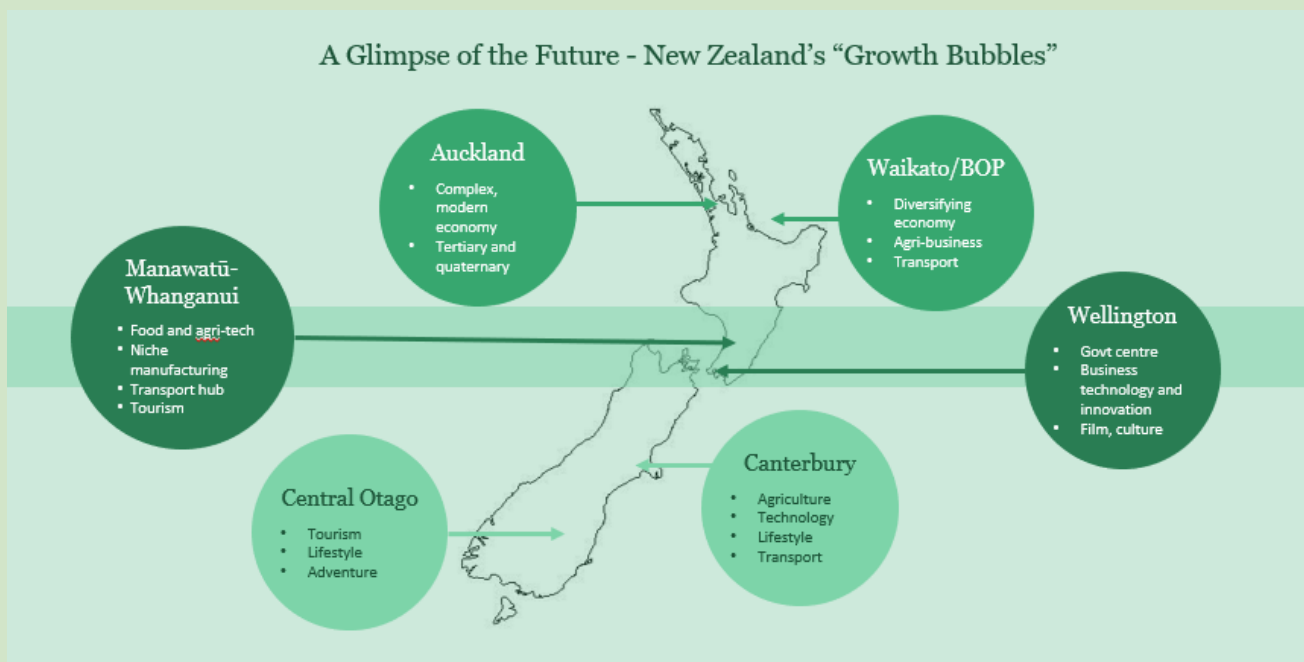 A Glimpse of the Future - New Zealand's “Growth Bubbles”
Auckland
• Complex,
modern
economy
• Tertiary and
quaternary
Waikato/BOP
• Diversifying
economy
• Agri-business
• Transport
Manawatū-
Whanganui
• Food and agri-tech
• Niche
manufacturing
• Transport hub
• Tourism
Wellington
• Govt centre
• Business
technology and
innovation
• Film, culture
Central Otago
• Tourism
• Lifestyle
• Adventure
Canterbury
• Agriculture
• Technology
• Lifestyle
• Transport